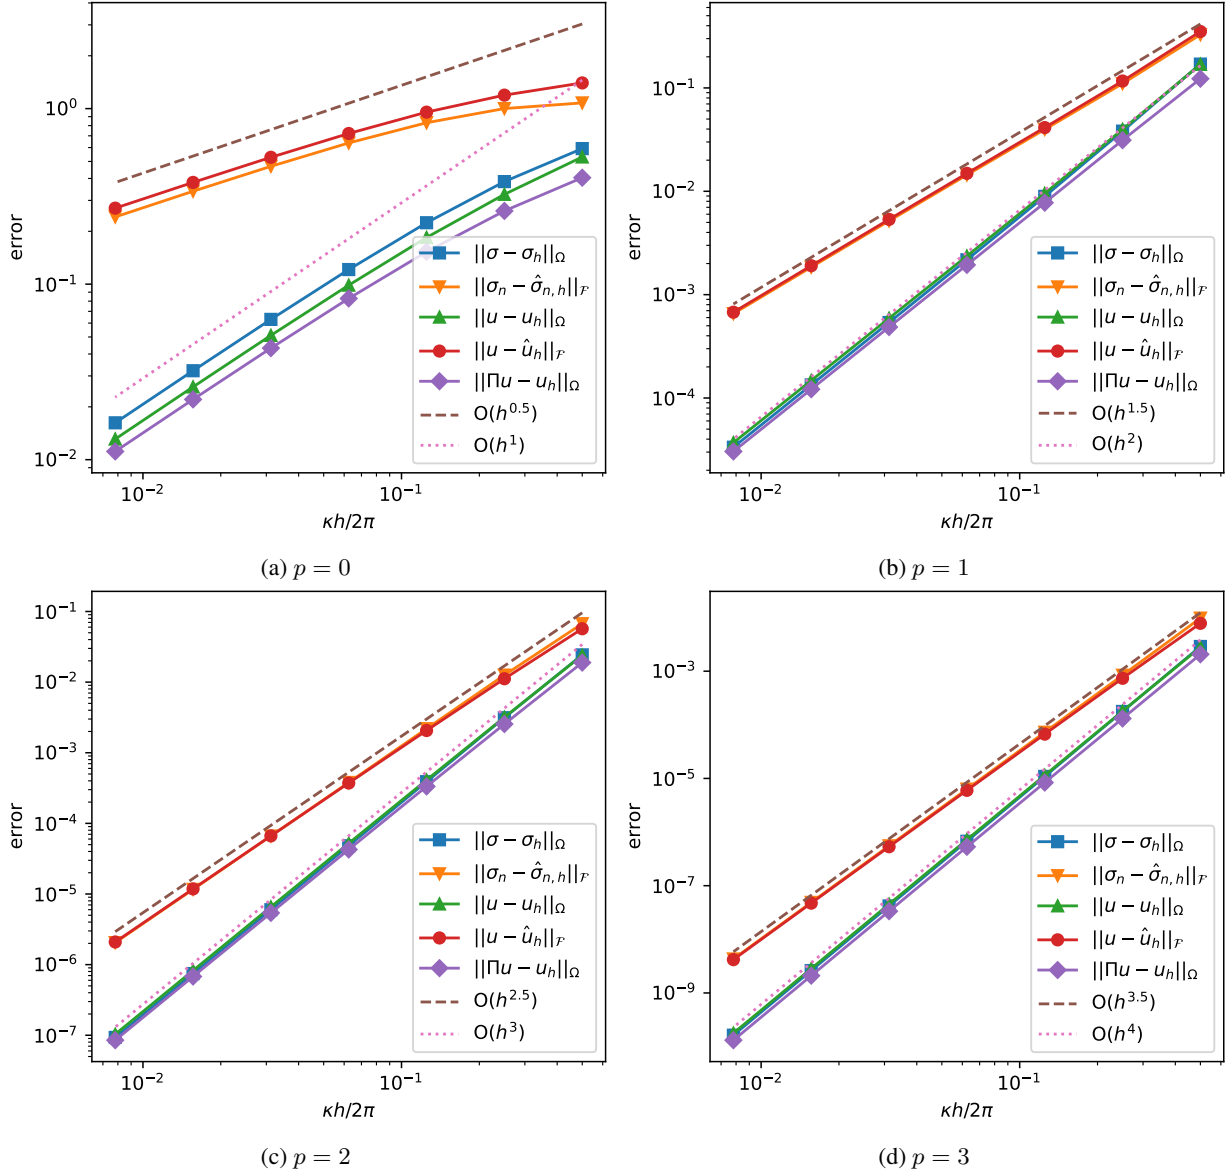 10⁰
10⁻¹
10⁻²
error
10⁻² 10⁻¹
κh/2π
||σ − σ_h||_Ω
||σ_n − σ̂_{n,h}||_ℱ
||u − u_h||_Ω
||u − û_h||_ℱ
||Πu − u_h||_Ω
O(h^{0.5})
O(h^1)
(a) p = 0
10⁻¹
10⁻²
10⁻³
10⁻⁴
error
10⁻² 10⁻¹
κh/2π
||σ − σ_h||_Ω
||σ_n − σ̂_{n,h}||_ℱ
||u − u_h||_Ω
||u − û_h||_ℱ
||Πu − u_h||_Ω
O(h^{1.5})
O(h^2)
(b) p = 1
10⁻¹
10⁻²
10⁻³
10⁻⁴
10⁻⁵
10⁻⁶
10⁻⁷
error
10⁻² 10⁻¹
κh/2π
||σ − σ_h||_Ω
||σ_n − σ̂_{n,h}||_ℱ
||u − u_h||_Ω
||u − û_h||_ℱ
||Πu − u_h||_Ω
O(h^{2.5})
O(h^3)
(c) p = 2
10⁻³
10⁻⁵
10⁻⁷
10⁻⁹
error
10⁻² 10⁻¹
κh/2π
||σ − σ_h||_Ω
||σ_n − σ̂_{n,h}||_ℱ
||u − u_h||_Ω
||u − û_h||_ℱ
||Πu − u_h||_Ω
O(h^{3.5})
O(h^4)
(d) p = 3